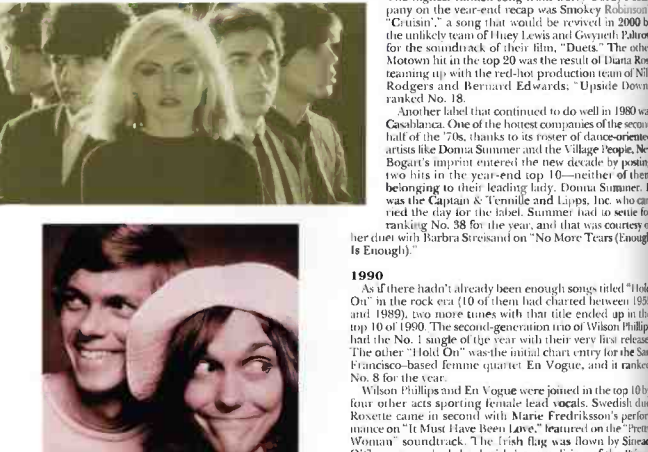 pany on the year-end recap was Smokey Robinson
"Cruisin'," a song that would be revived in 2000 b
the unlikely team of Huey Lewis and Gwyneth Paltro
for the soundtrack of their film, "Duets." The othe
Motown hit in the top 20 was the result of Diana Ros
teaming up with the red-hot production team of Nil
Rodgers and Bernard Edwards; "Upside Down
ranked No. 18.
Another label that continued to do well in 1980 wa
Casablanca. One of the hottest companies of the secon
half of the '70s, thanks to its roster of dance-oriente
artists like Donna Summer and the Village People, Ne
Bogart's imprint entered the new decade by postin
two hits in the year-end top 10—neither of them
belonging to their leading lady, Donna Summer. I
was the Captain & Tennille and Lipps, Inc. who car
ried the day for the label. Summer had to settle fo
ranking No. 38 for the year, and that was courtesy o
her duet with Barbra Streisand on "No More Tears (Enough
Is Enough)."
1990
As if there hadn't already been enough songs titled "Hold
On" in the rock era (10 of them had charted between 195
and 1989), two more tunes with that title ended up in the
top 10 of 1990. The second-generation trio of Wilson Phillip
had the No. 1 single of the year with their very first release
The other "Hold On" was the initial chart entry for the San
Francisco–based femme quartet En Vogue, and it ranked
No. 8 for the year.
Wilson Phillips and En Vogue were joined in the top 10 b
four other acts sporting female lead vocals. Swedish duo
Roxette came in second with Marie Fredriksson's perfor
mance on "It Must Have Been Love," featured on the "Pretty
Woman" soundtrack. The Irish flag was flown by Sinead